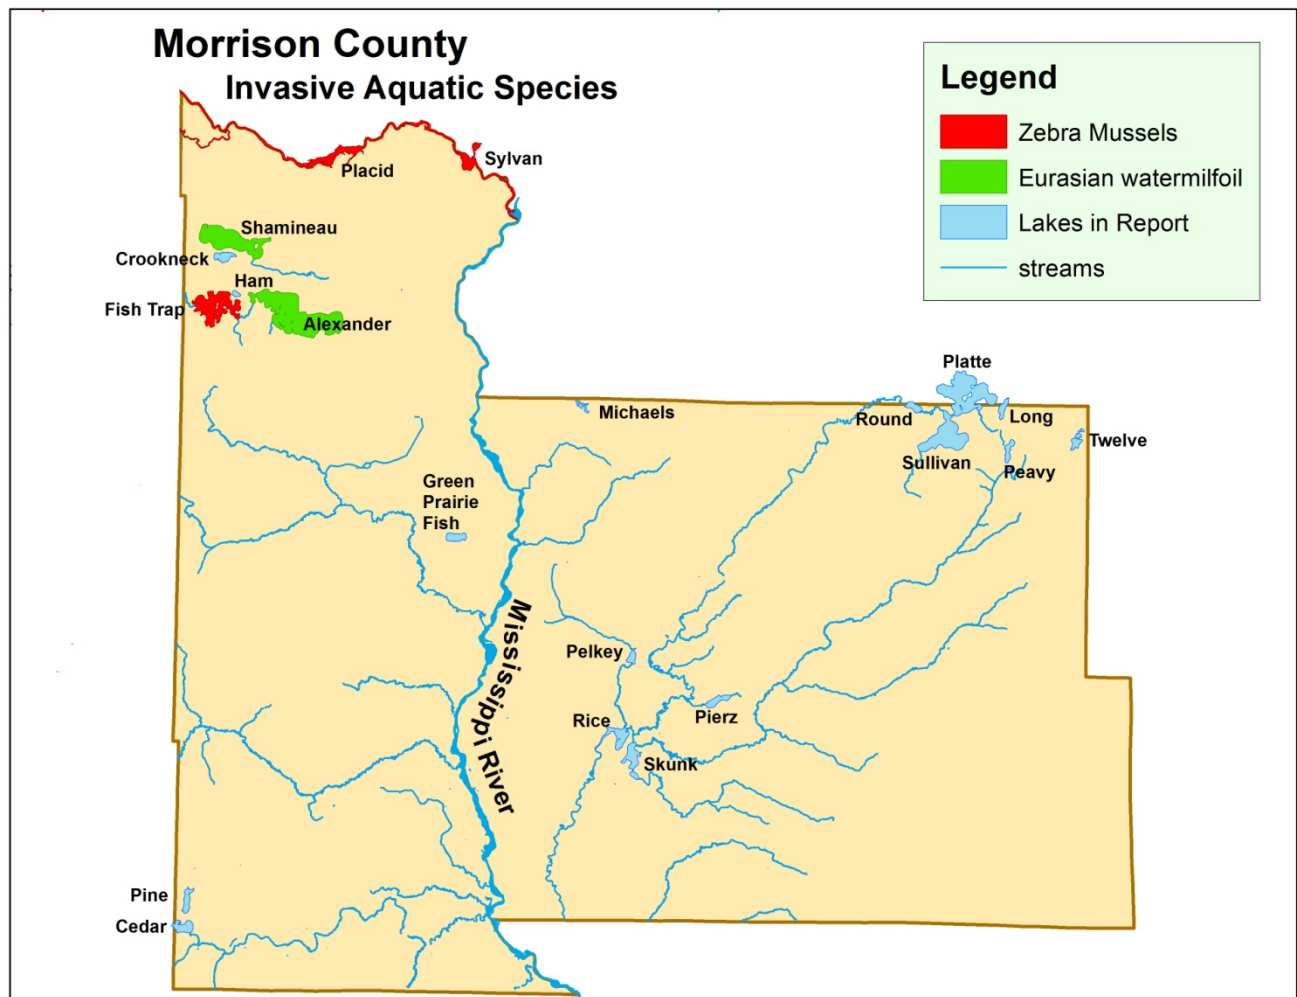 Morrison County
Invasive Aquatic Species
Legend
Zebra Mussels
Eurasian watermilfoil
Lakes in Report
streams
Placid
Sylvan
Shamineau
Crookneck
Ham
Fish Trap
Alexander
Platte
Michaels
Round
Long
Twelve
Sullivan
Peavy
Green
Prairie
Fish
Mississippi River
Pelkey
Pierz
Rice
Skunk
Pine
Cedar